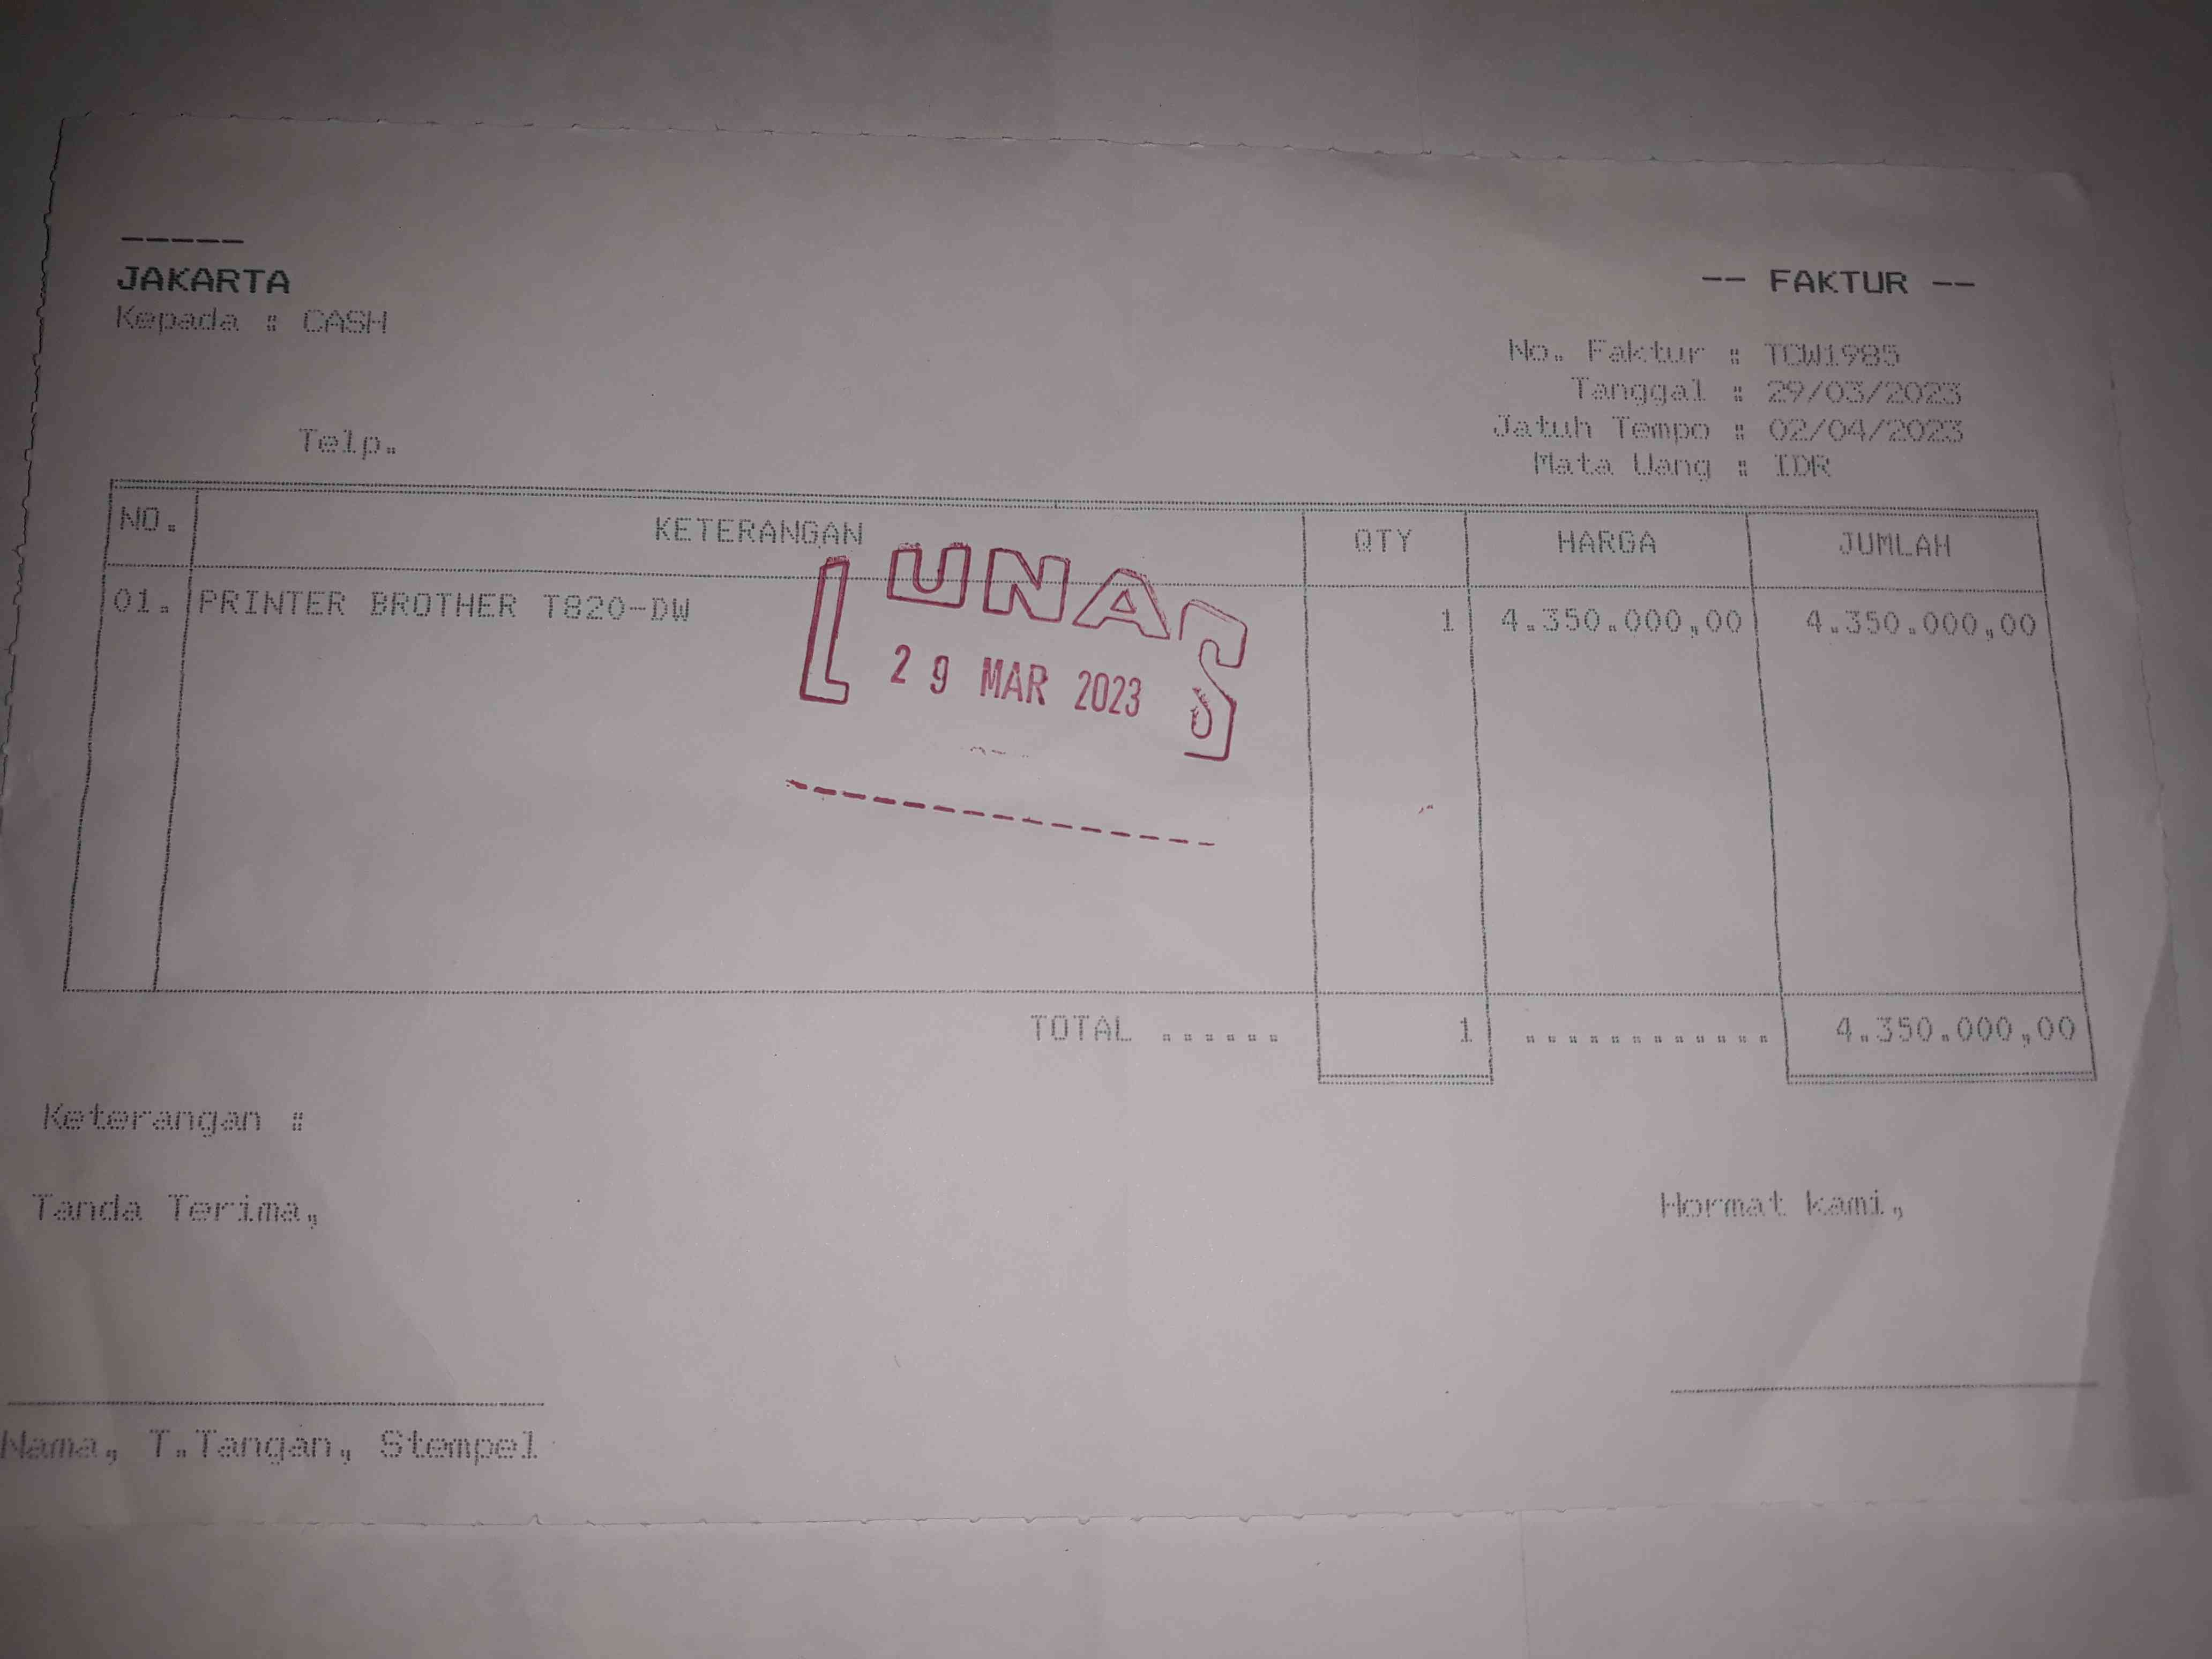 -----
JAKARTA
-- FAKTUR --
Kepada : CASH
No. Faktur : TCW1985
Tanggal : 29/03/2023
Jatuh Tempo : 02/04/2023
Telp.
Mata Uang : IDR
NO. KETERANGAN QTY HARGA JUMLAH
01. PRINTER BROTHER T820-DW 1 4.350.000,00 4.350.000,00
LUNAS
29 MAR 2023
TOTAL ...... 1 ............ 4.350.000,00
Keterangan :
Tanda Terima, Hormat kami,
Nama, T.Tangan, Stempel